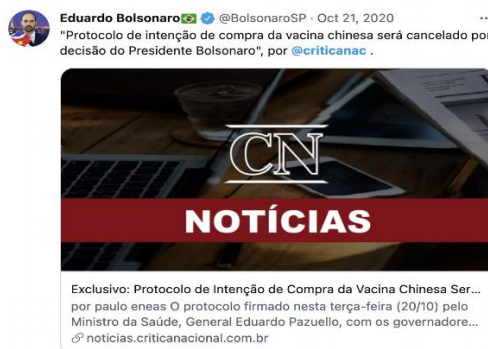 Eduardo Bolsonaro🇧🇷 @BolsonaroSP · Oct 21, 2020
"Protocolo de intenção de compra da vacina chinesa será cancelado por
decisão do Presidente Bolsonaro", por @criticanac .
CN
NOTÍCIAS
Exclusivo: Protocolo de Intenção de Compra da Vacina Chinesa Ser...
por paulo eneas O protocolo firmado nesta terça-feira (20/10) pelo
Ministro da Saúde, General Eduardo Pazuello, com os governadore...
noticias.criticanacional.com.br